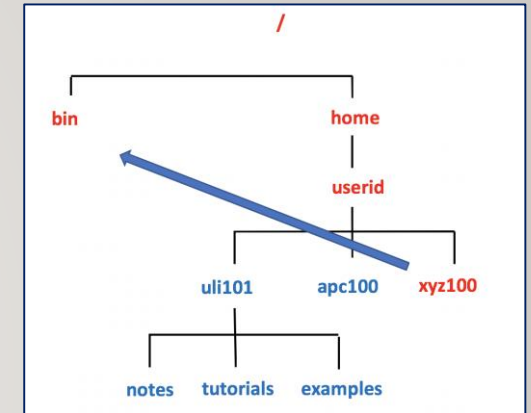 /
bin home
userid
uli101 apc100 xyz100
notes tutorials examples